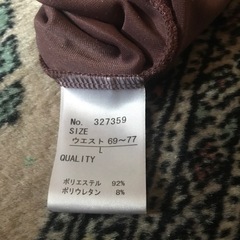 No. 327359
SIZE
ウエスト 69～77
L
QUALITY
ポリエステル 92%
ポリウレタン 8%